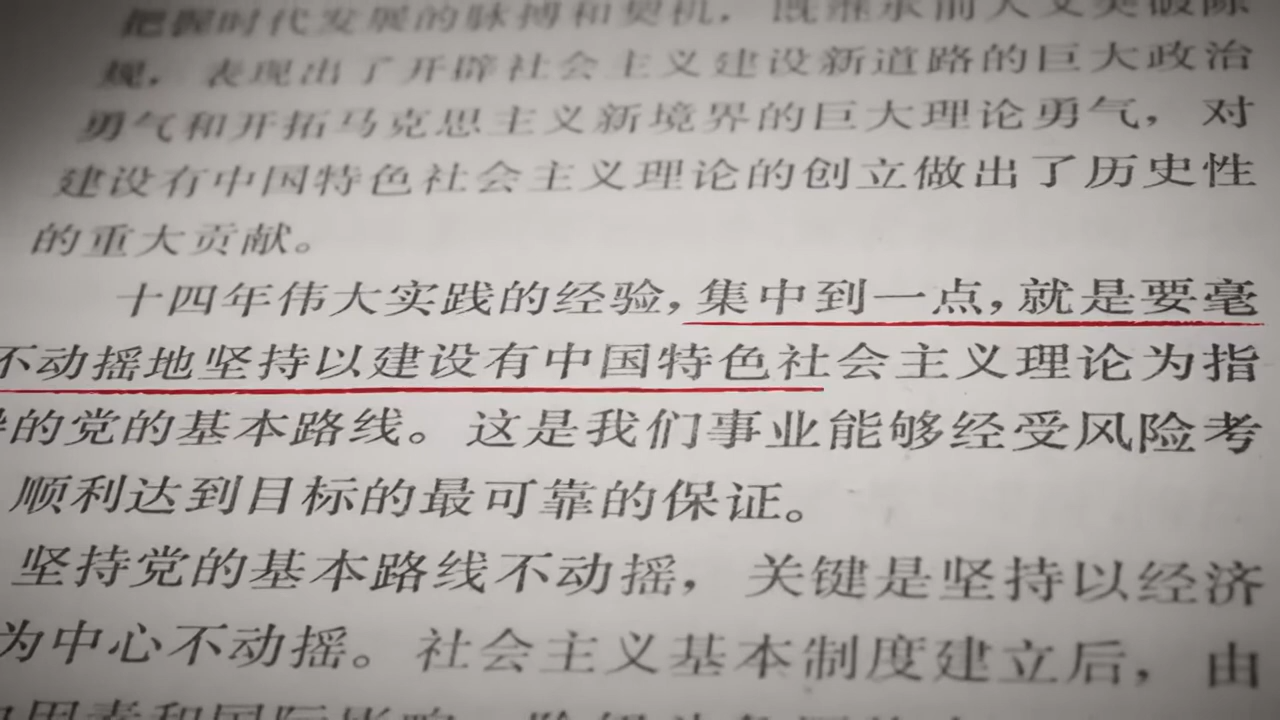 把握时代发展的脉搏和契机，既继承前人又突破陈
规，表现出了开辟社会主义建设新道路的巨大政治
勇气和开拓马克思主义新境界的巨大理论勇气，对
建设有中国特色社会主义理论的创立做出了历史性
的重大贡献。
十四年伟大实践的经验，集中到一点，就是要毫
不动摇地坚持以建设有中国特色社会主义理论为指
的党的基本路线。这是我们事业能够经受风险考
顺利达到目标的最可靠的保证。
坚持党的基本路线不动摇，关键是坚持以经济
为中心不动摇。社会主义基本制度建立后，由